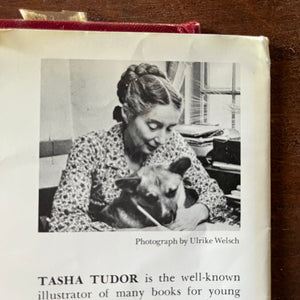 Photograph by Ulrike Welsch
TASHA TUDOR is the well-known
illustrator of many books for young